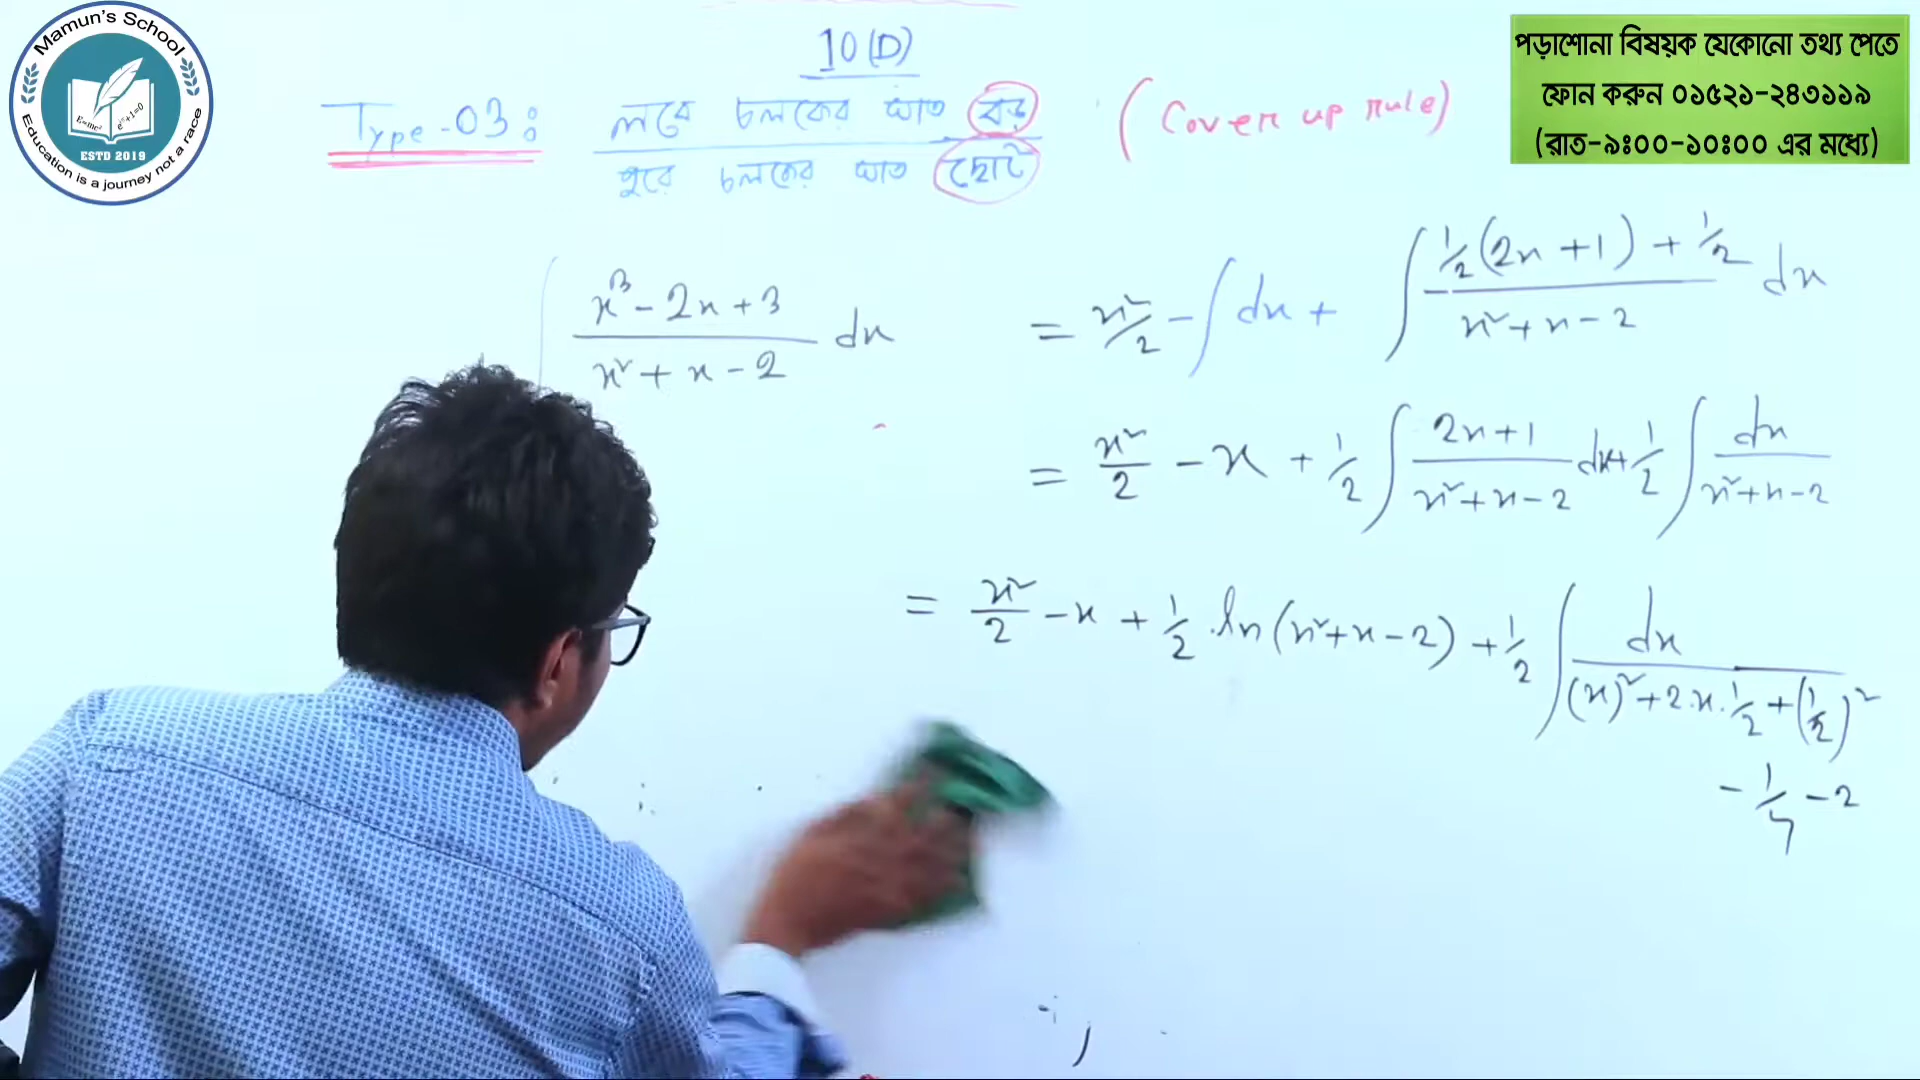 Mamun's School
E=mc² e^iπ+1=0
ESTD 2019
Education is a journey not a race
পড়াশোনা বিষয়ক যেকোনো তথ্য পেতে
ফোন করুন ০১৫২১-২৪৩১১৯
(রাত-৯ঃ০০-১০ঃ০০ এর মধ্যে)
10(D)
Type-03: লবে চলকের ঘাত বড় (Cover up rule)
হরে চলকের ঘাত ছোট
∫ (x³ - 2x + 3)/(x² + x - 2) dx
= x²/2 - ∫dx + ∫ (1/2(2x+1) + 1/2)/(x² + x - 2) dx
= x²/2 - x + 1/2 ∫ (2x+1)/(x²+x-2) dx + 1/2 ∫ dx/(x²+x-2)
= x²/2 - x + 1/2 ln(x²+x-2) + 1/2 ∫ dx/((x)²+2.x.1/2+(1/2)²
- 1/4 - 2